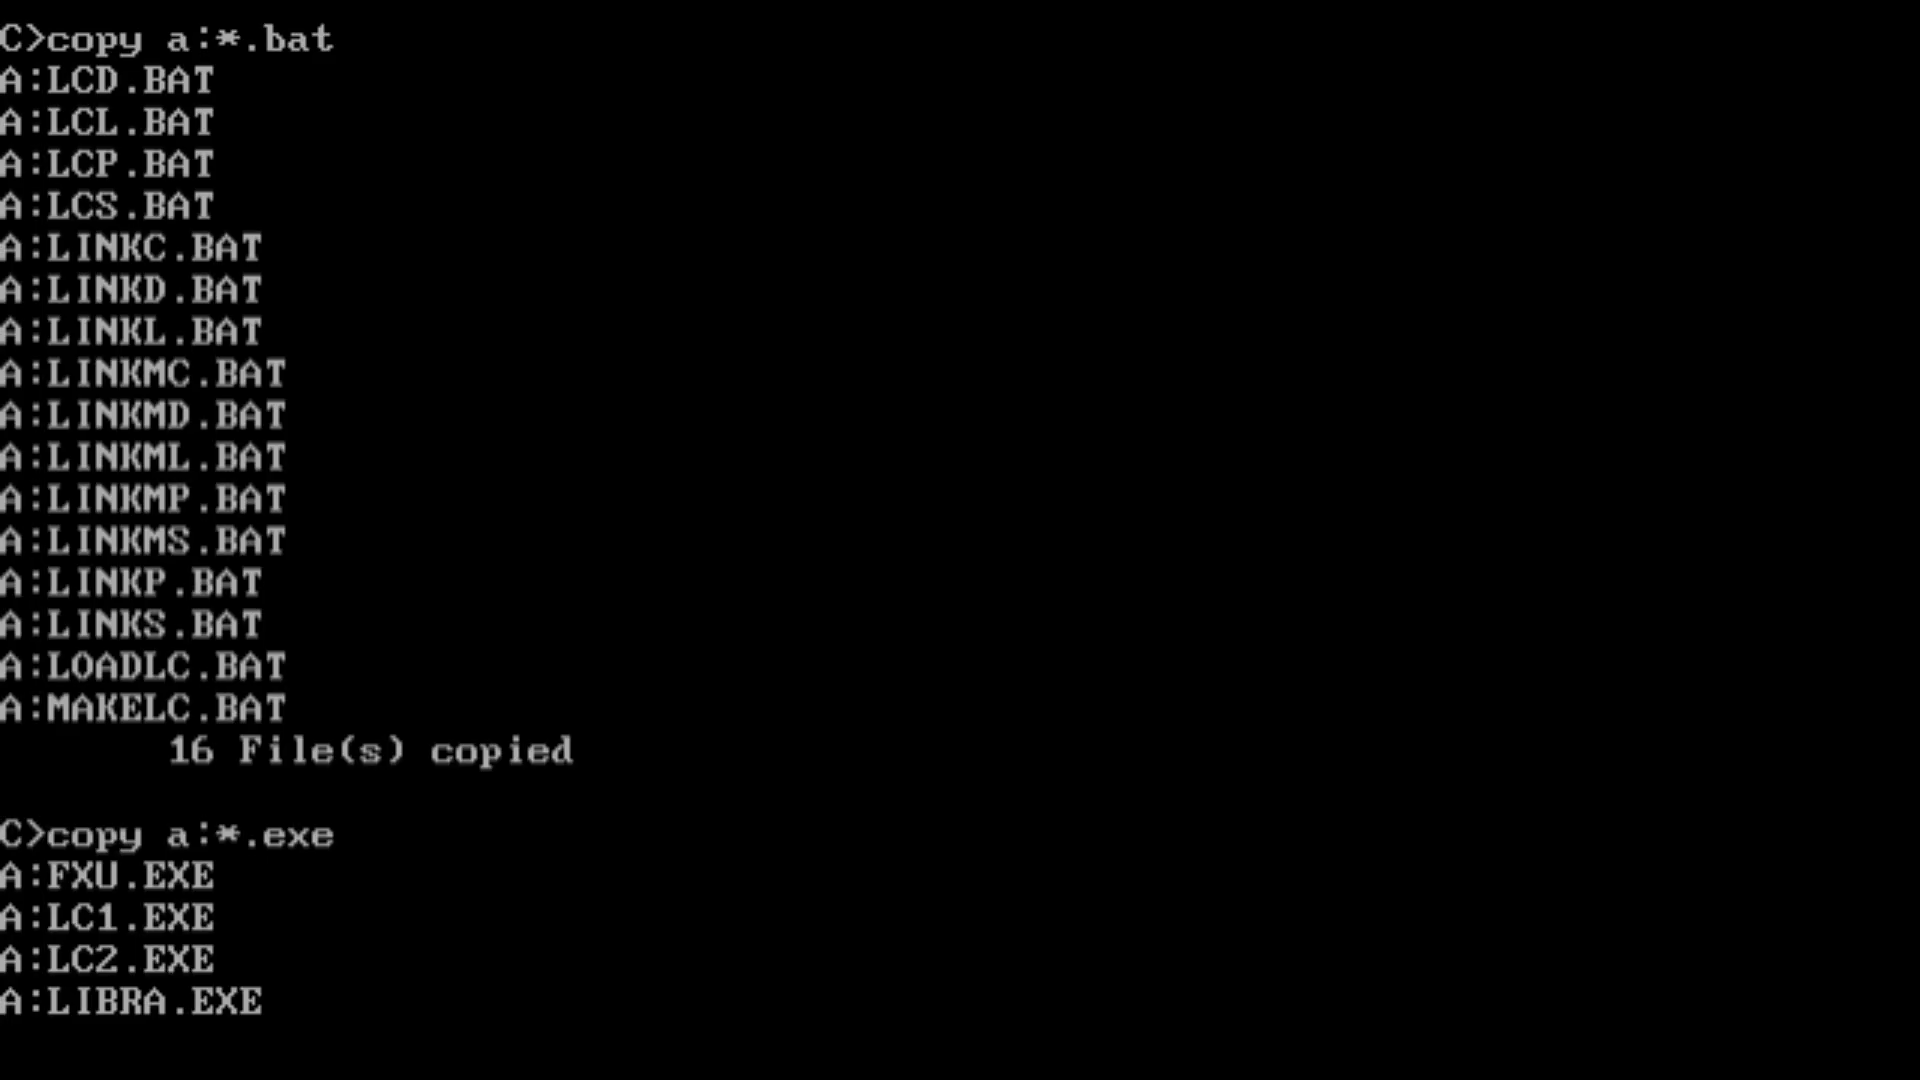 C>copy a:*.bat
A:LCD.BAT
A:LCL.BAT
A:LCP.BAT
A:LCS.BAT
A:LINKC.BAT
A:LINKD.BAT
A:LINKL.BAT
A:LINKMC.BAT
A:LINKMD.BAT
A:LINKML.BAT
A:LINKMP.BAT
A:LINKMS.BAT
A:LINKP.BAT
A:LINKS.BAT
A:LOADLC.BAT
A:MAKELC.BAT
16 File(s) copied
C>copy a:*.exe
A:FXU.EXE
A:LC1.EXE
A:LC2.EXE
A:LIBRA.EXE